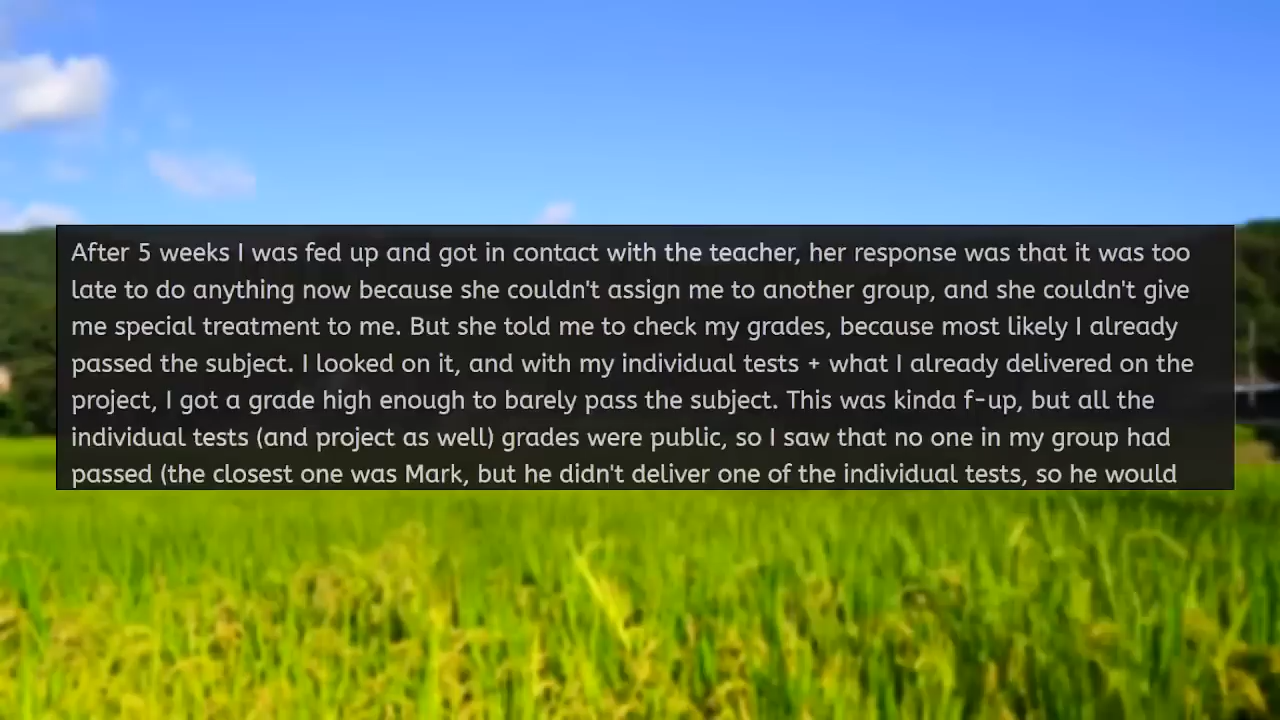 After 5 weeks I was fed up and got in contact with the teacher, her response was that it was too
late to do anything now because she couldn't assign me to another group, and she couldn't give
me special treatment to me. But she told me to check my grades, because most likely I already
passed the subject. I looked on it, and with my individual tests + what I already delivered on the
project, I got a grade high enough to barely pass the subject. This was kinda f-up, but all the
individual tests (and project as well) grades were public, so I saw that no one in my group had
passed (the closest one was Mark, but he didn't deliver one of the individual tests, so he would